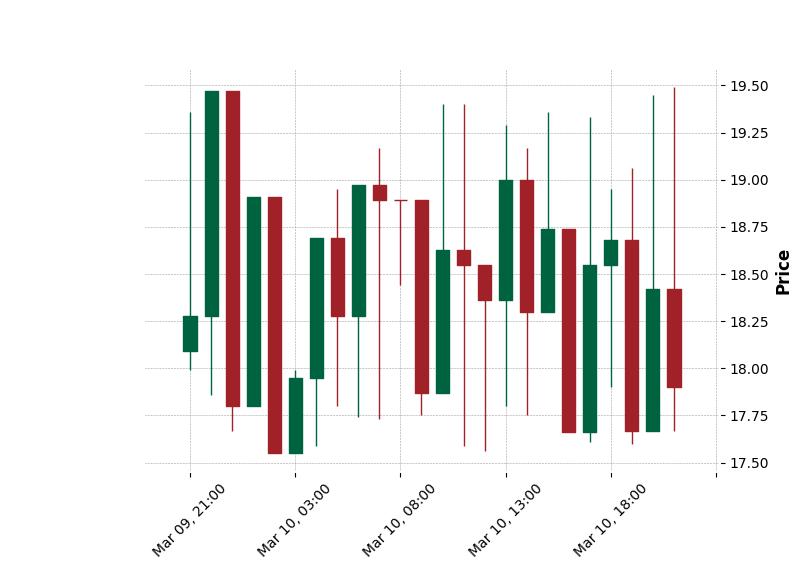 19.50
19.25
19.00
18.75
18.50
18.25
18.00
17.75
17.50
Price
Mar 09, 21:00
Mar 10, 03:00
Mar 10, 08:00
Mar 10, 13:00
Mar 10, 18:00